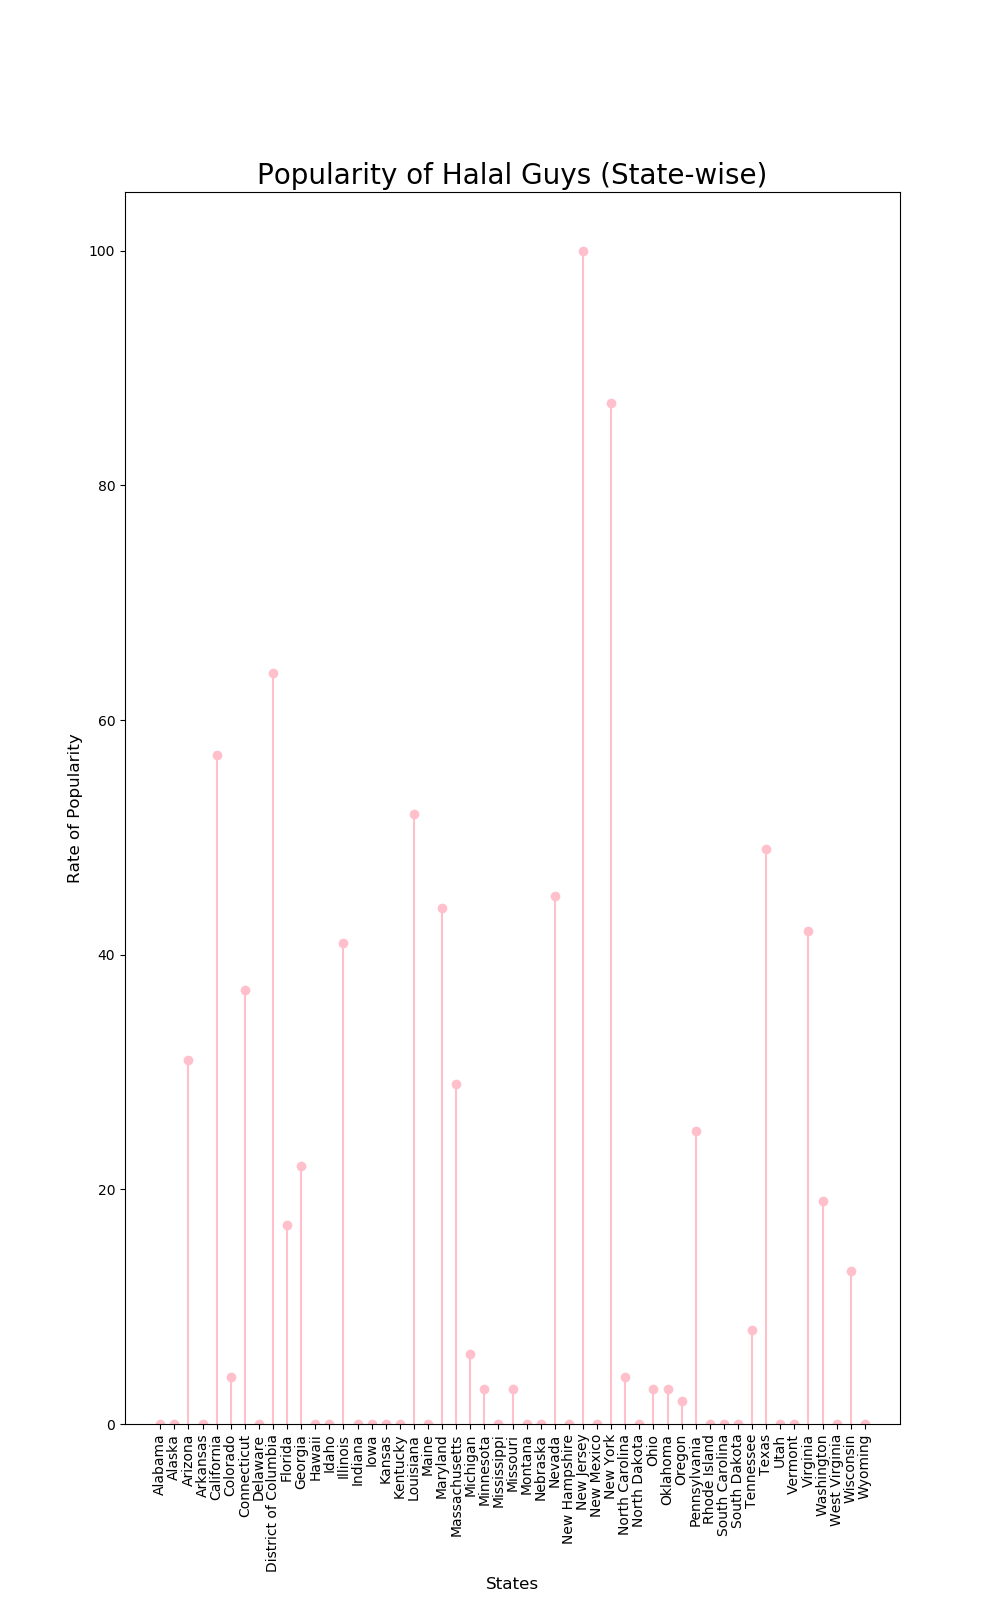 Popularity of Halal Guys (State-wise)
100
80
60
40
20
0
Rate of Popularity
Alabama
Alaska
Arizona
Arkansas
California
Colorado
Connecticut
Delaware
District of Columbia
Florida
Georgia
Hawaii
Idaho
Illinois
Indiana
Iowa
Kansas
Kentucky
Louisiana
Maine
Maryland
Massachusetts
Michigan
Minnesota
Mississippi
Missouri
Montana
Nebraska
Nevada
New Hampshire
New Jersey
New Mexico
New York
North Carolina
North Dakota
Ohio
Oklahoma
Oregon
Pennsylvania
Rhode Island
South Carolina
South Dakota
Tennessee
Texas
Utah
Vermont
Virginia
Washington
West Virginia
Wisconsin
Wyoming
States